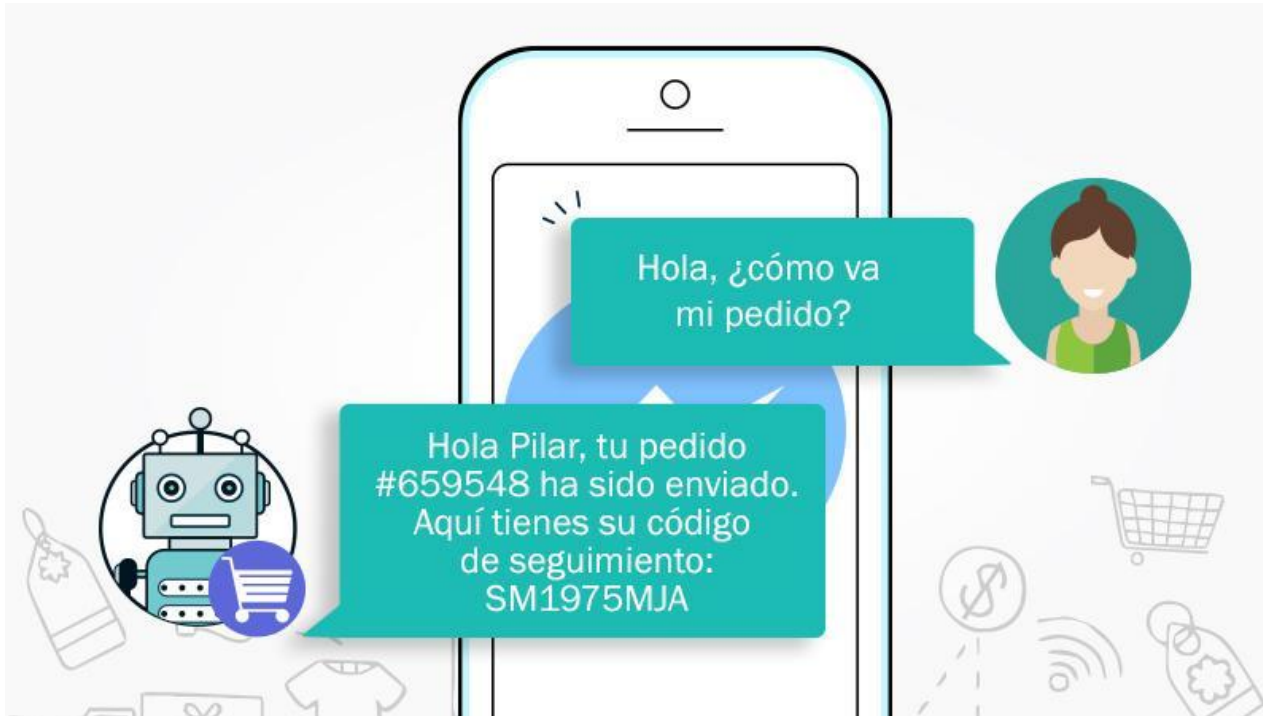 Hola, ¿cómo va
mi pedido?
Hola Pilar, tu pedido
#659548 ha sido enviado.
Aquí tienes su código
de seguimiento:
SM1975MJA